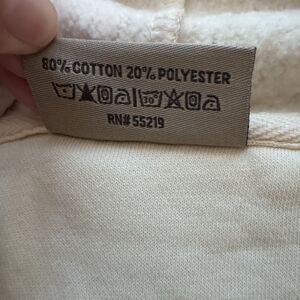 80% COTTON 20% POLYESTER
RN# 55219